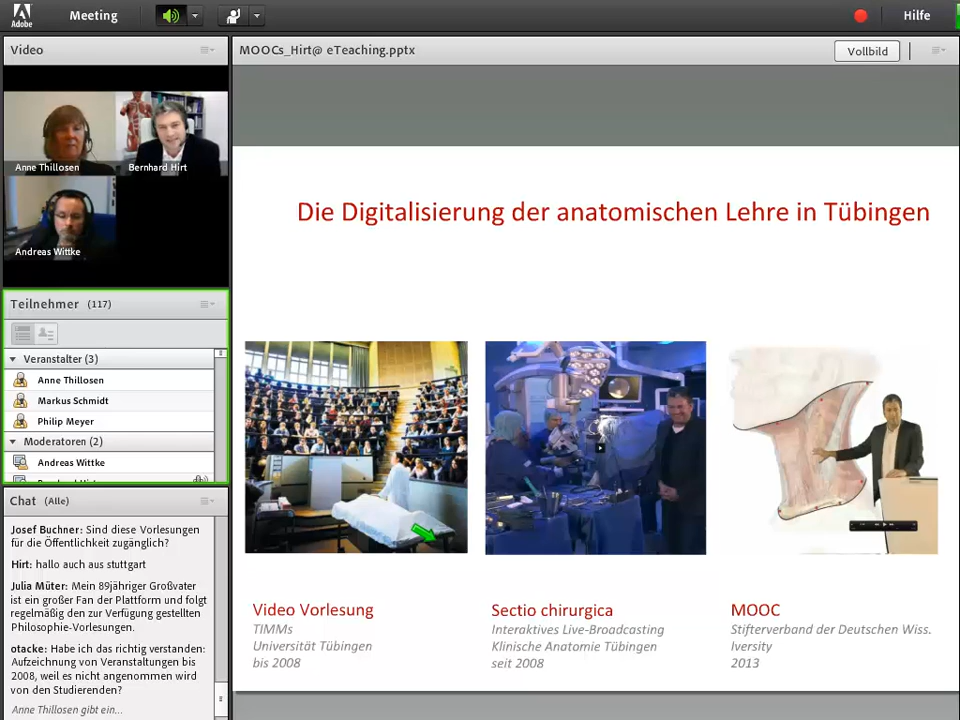 Adobe
Meeting
Hilfe
Video
Anne Thillosen
Bernhard Hirt
Andreas Wittke
Teilnehmer (117)
Veranstalter (3)
Anne Thillosen
Markus Schmidt
Philip Meyer
Moderatoren (2)
Andreas Wittke
Chat (Alle)
Josef Buchner: Sind diese Vorlesungen
für die Öffentlichkeit zugänglich?
Hirt: hallo auch aus stuttgart
Julia Müter: Mein 89jähriger Großvater
ist ein großer Fan der Plattform und folgt
regelmäßig den zur Verfügung gestellten
Philosophie-Vorlesungen.
otacke: Habe ich das richtig verstanden:
Aufzeichnung von Veranstaltungen bis
2008, weil es nicht angenommen wird
von den Studierenden?
Anne Thillosen gibt ein...
MOOCs_Hirt@ eTeaching.pptx
Vollbild
Die Digitalisierung der anatomischen Lehre in Tübingen
Video Vorlesung
TIMMs
Universität Tübingen
bis 2008
Sectio chirurgica
Interaktives Live-Broadcasting
Klinische Anatomie Tübingen
seit 2008
MOOC
Stifterverband der Deutschen Wiss.
Iversity
2013